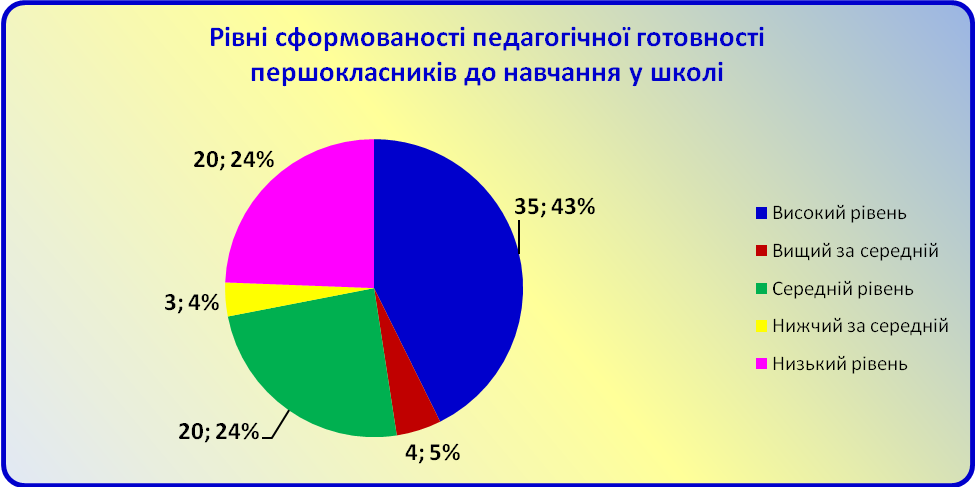 Рівні сформованості педагогічної готовності
першокласників до навчання у школі
20; 24%
35; 43%
3; 4%
20; 24%
4; 5%
Високий рівень
Вищий за середній
Середній рівень
Нижчий за середній
Низький рівень